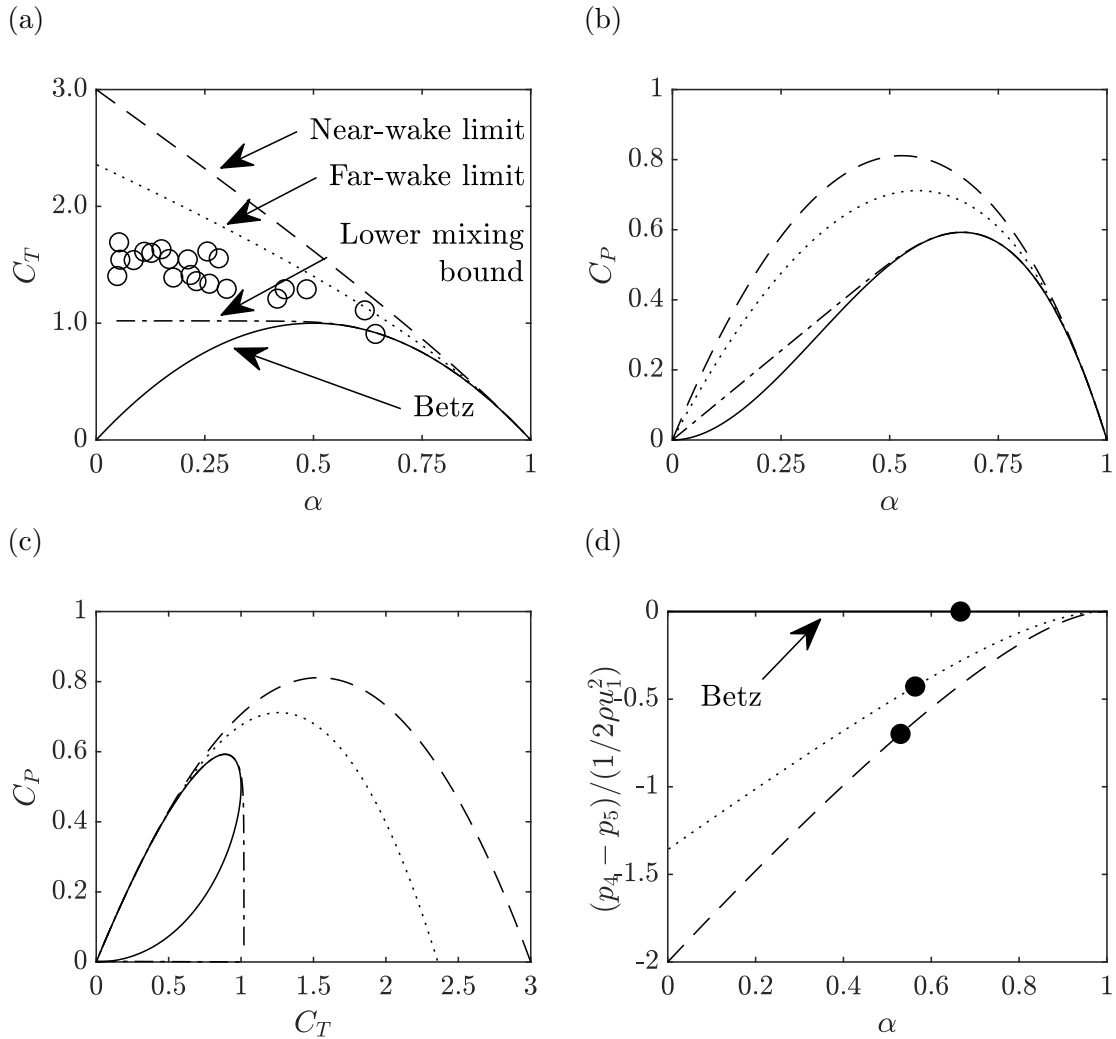 (a)
C_T
3.0
2.0
1.0
0
0
0.25
0.5
0.75
1
α
Near-wake limit
Far-wake limit
Lower mixing
bound
Betz
(b)
C_P
1
0.8
0.6
0.4
0.2
0
0
0.25
0.5
0.75
1
α
(c)
C_P
1
0.8
0.6
0.4
0.2
0
0
0.5
1
1.5
2
2.5
3
C_T
(d)
(p_4 − p_5)/(1/2ρu_1^2)
0
-0.5
-1
-1.5
-2
0
0.2
0.4
0.6
0.8
1
α
Betz